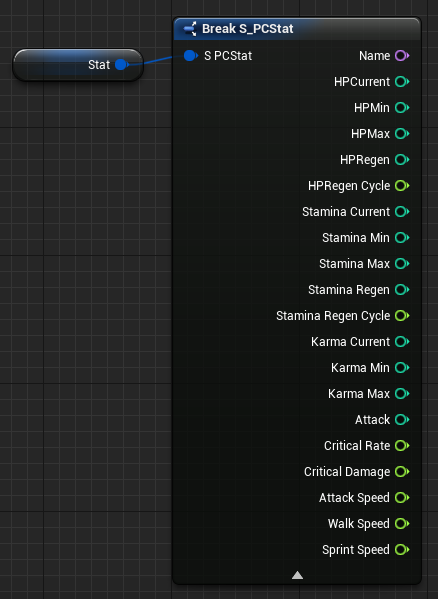 Break S_PCStat
Stat
S PCStat
Name
HPCurrent
HPMin
HPMax
HPRegen
HPRegen Cycle
Stamina Current
Stamina Min
Stamina Max
Stamina Regen
Stamina Regen Cycle
Karma Current
Karma Min
Karma Max
Attack
Critical Rate
Critical Damage
Attack Speed
Walk Speed
Sprint Speed